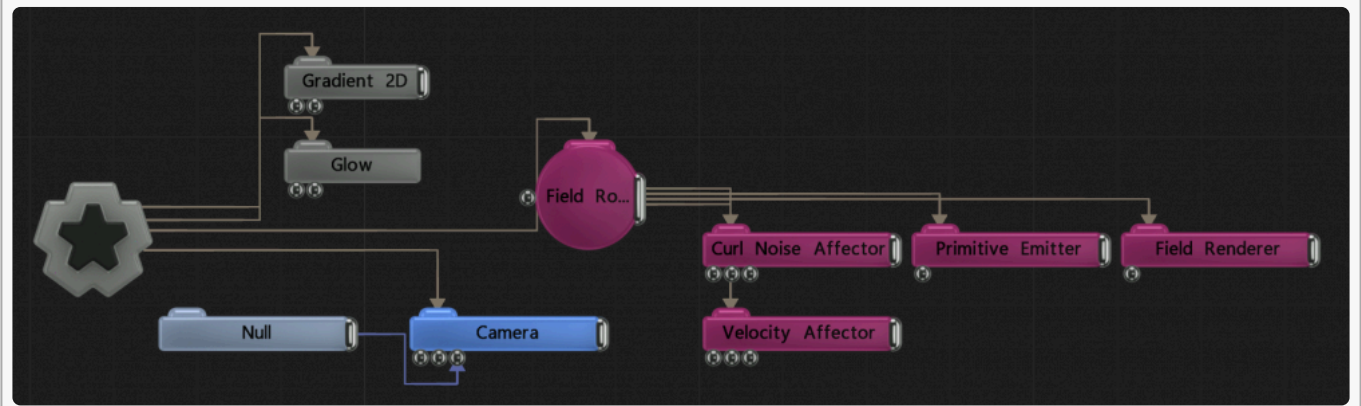 Gradient 2D
Glow
Field Ro...
Curl Noise Affector
Primitive Emitter
Field Renderer
Null
Camera
Velocity Affector